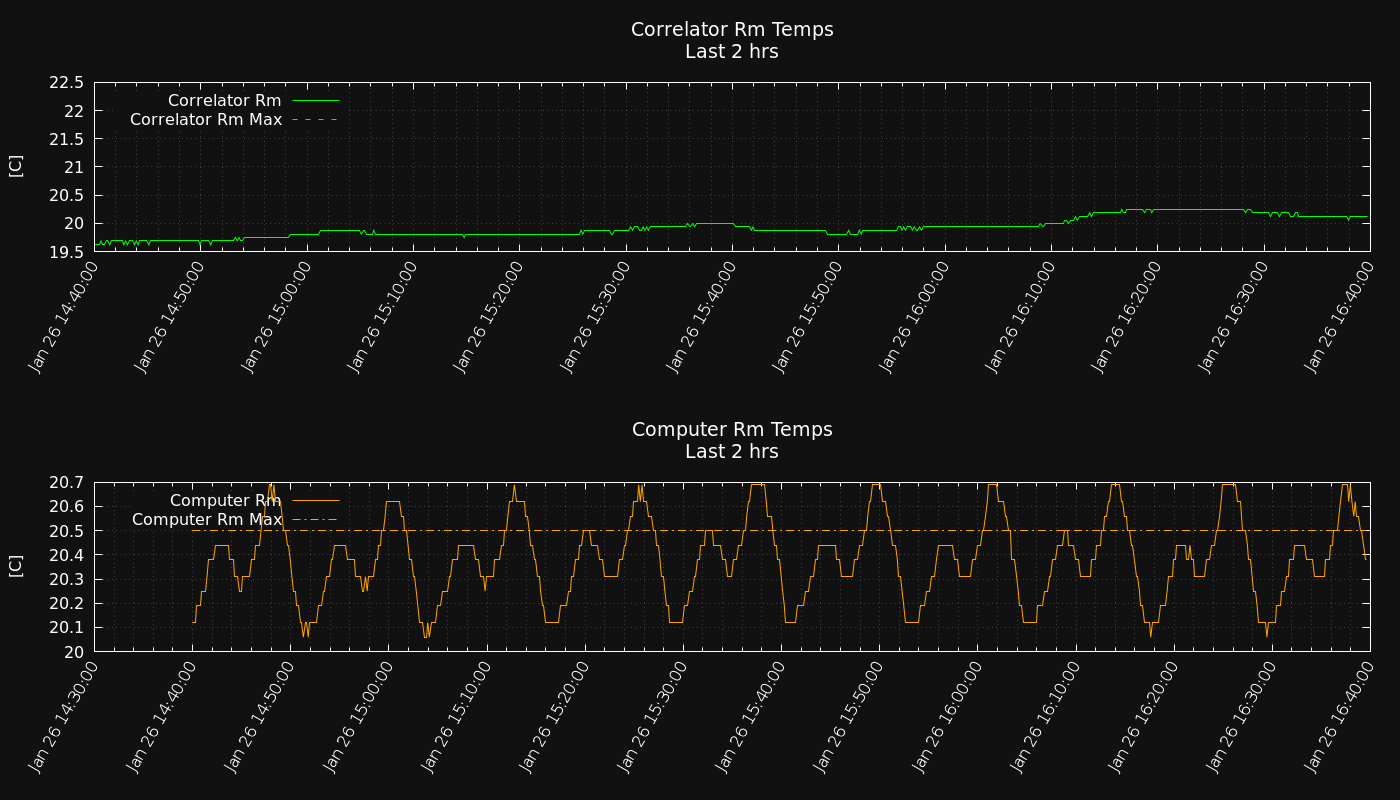 Correlator Rm Temps
Last 2 hrs
22.5
22
21.5
21
20.5
20
19.5
[C]
Correlator Rm
Correlator Rm Max
Jan 26 14:40:00
Jan 26 14:50:00
Jan 26 15:00:00
Jan 26 15:10:00
Jan 26 15:20:00
Jan 26 15:30:00
Jan 26 15:40:00
Jan 26 15:50:00
Jan 26 16:00:00
Jan 26 16:10:00
Jan 26 16:20:00
Jan 26 16:30:00
Jan 26 16:40:00
Computer Rm Temps
Last 2 hrs
20.7
20.6
20.5
20.4
20.3
20.2
20.1
20
[C]
Computer Rm
Computer Rm Max
Jan 26 14:30:00
Jan 26 14:40:00
Jan 26 14:50:00
Jan 26 15:00:00
Jan 26 15:10:00
Jan 26 15:20:00
Jan 26 15:30:00
Jan 26 15:40:00
Jan 26 15:50:00
Jan 26 16:00:00
Jan 26 16:10:00
Jan 26 16:20:00
Jan 26 16:30:00
Jan 26 16:40:00